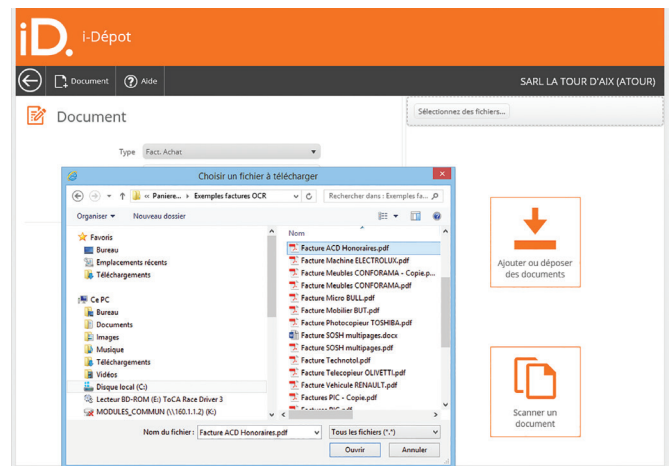 iD.
i-Dépot
Document
Aide
SARL LA TOUR D'AIX (ATOUR)
Document
Sélectionnez des fichiers...
Type
Fact. Achat
Choisir un fichier à télécharger
« Paniere... Exemples factures OCR
Rechercher dans : Exemples fa...
Organiser
Nouveau dossier
Favoris
Bureau
Emplacements récents
Téléchargements
Ce PC
Bureau
Documents
Images
Musique
Téléchargements
Vidéos
Disque local (C:)
Lecteur BD-ROM (E:) ToCA Race Driver 3
MODULES_COMMUN (\\160.1.1.2) (K:)
Nom
Facture ACD Honoraires.pdf
Facture Machine ELECTROLUX.pdf
Facture Meubles CONFORAMA - Copie.p...
Facture Meubles CONFORAMA.pdf
Facture Micro BULL.pdf
Facture Mobilier BUT.pdf
Facture Photocopieur TOSHIBA.pdf
Facture SOSH multipages.docx
Facture SOSH multipages.pdf
Facture Technotol.pdf
Facture Telecopieur OLIVETTI.pdf
Facture Vehicule RENAULT.pdf
Factures PIC - Copie.pdf
Factures PIC.pdf
Nom du fichier :
Facture ACD Honoraires.pdf
Tous les fichiers (*.*)
Ouvrir
Annuler
Ajouter ou déposer
des documents
Scanner un
document